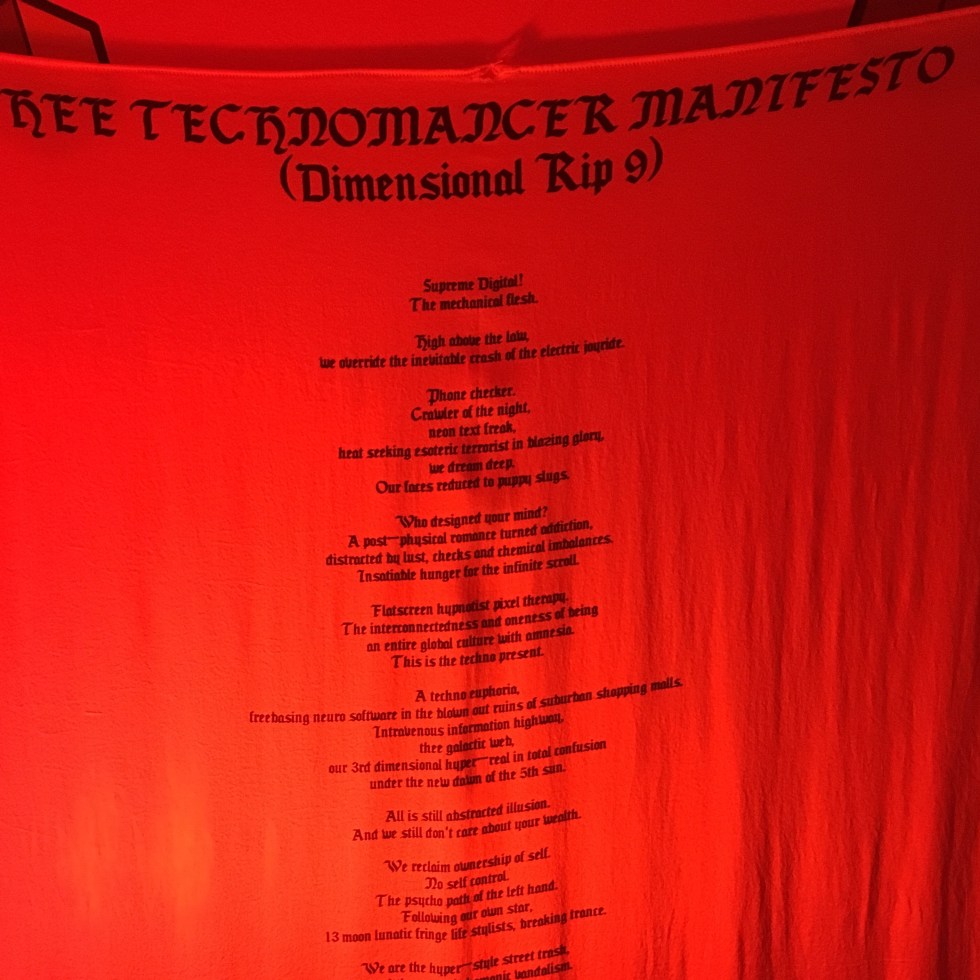 HEE TECHNOMANCER MANIFESTO
(Dimensional Rip 9)
Supreme Digital!
The mechanical flesh.
High above the law,
we override the inevitable crash of the electric joyride.
Phone checker.
Crawler of the night,
neon text freak,
heat seeking esoteric terrorist in blazing glory,
we dream deep.
Our faces reduced to puppy slugs.
Who designed your mind?
A post-physical romance turned addiction,
distracted by lust, checks and chemical imbalances.
Insatiable hunger for the infinite scroll.
Flatscreen hypnotist pixel therapy.
The interconnectedness and oneness of being
an entire global culture with amnesia.
This is the techno present.
A techno euphoria,
freebasing neuro software in the blown out ruins of suburban shopping malls.
Intravenous information highway,
thee galactic web,
our 3rd dimensional hyper-real in total confusion
under the new dawn of the 5th sun.
All is still abstracted illusion.
And we still don't care about your wealth.
We reclaim ownership of self.
No self control.
The psycho path of the left hand.
Following our own star,
13 moon lunatic fringe life stylists, breaking trance.
We are the hyper-style street trash,
vandalism.